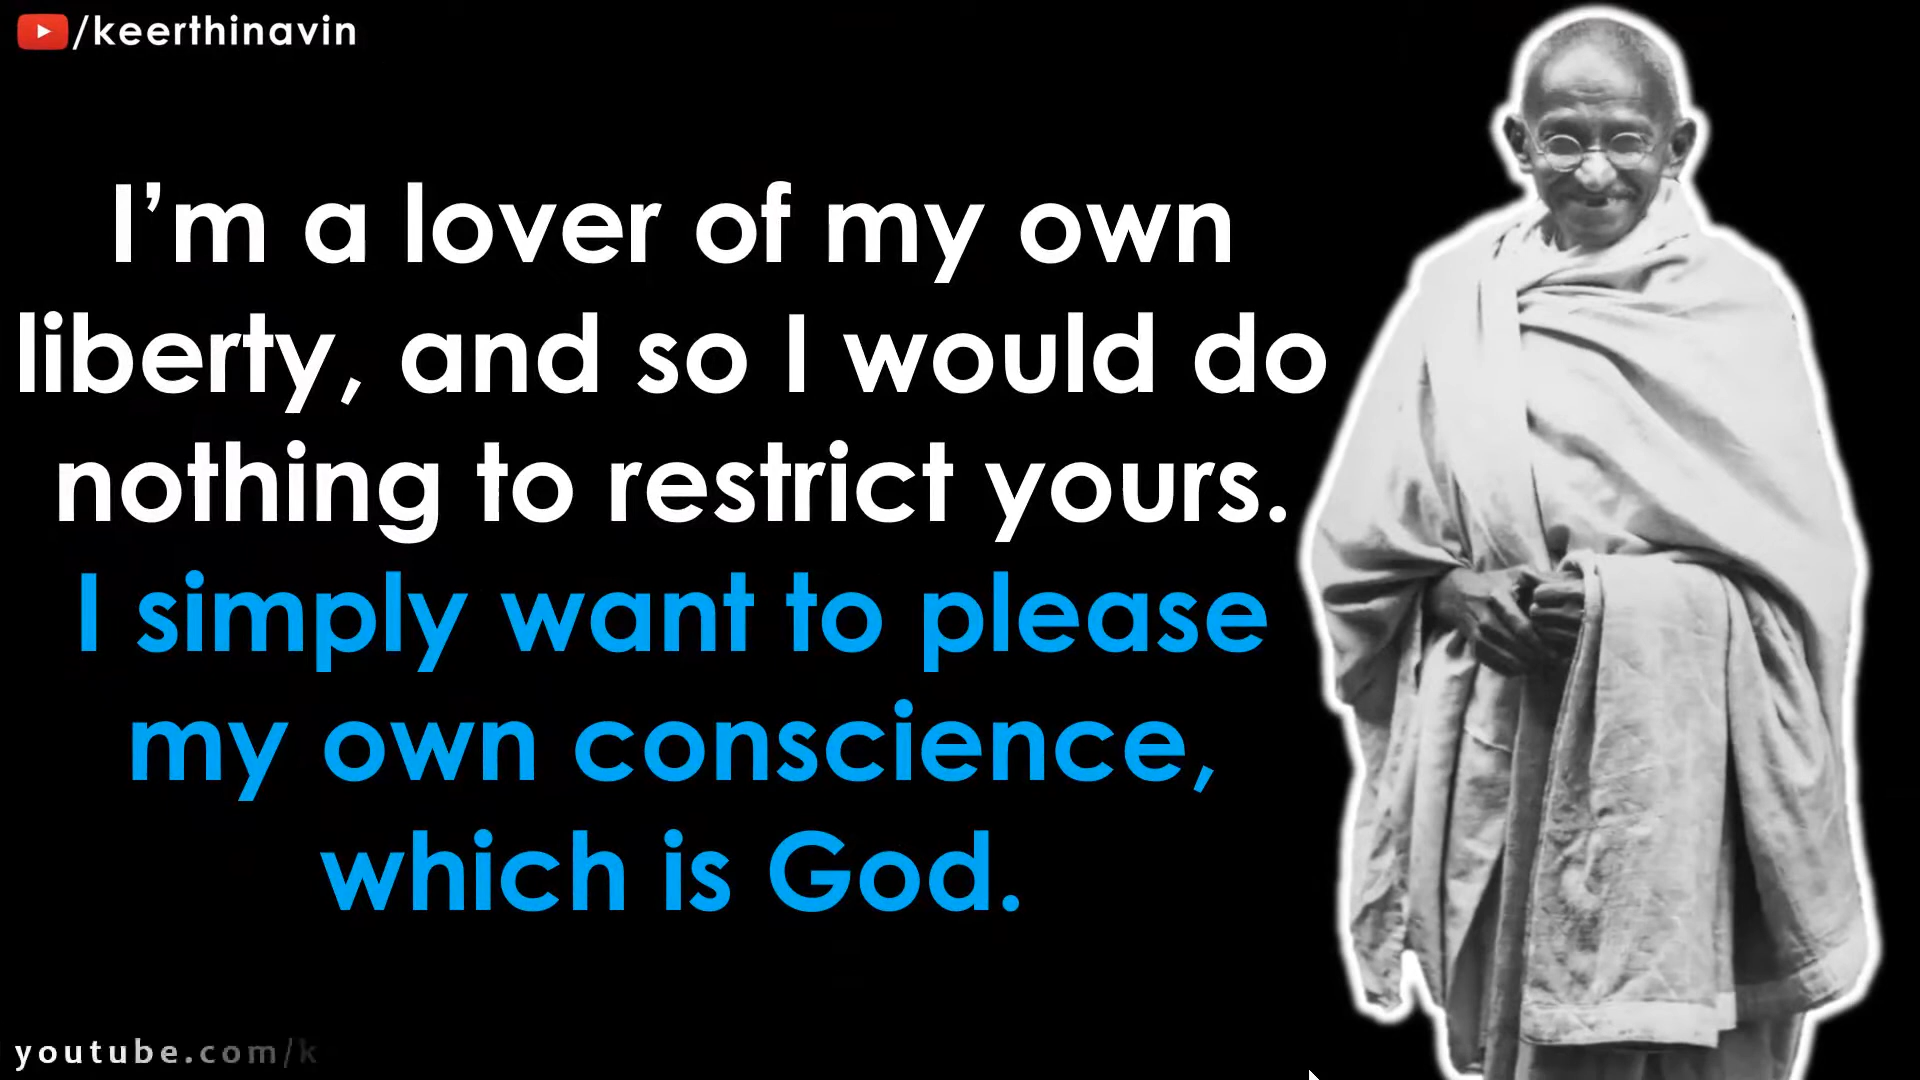 /keerthinavin
I’m a lover of my own
liberty, and so I would do
nothing to restrict yours.
I simply want to please
my own conscience,
which is God.
youtube.com/k